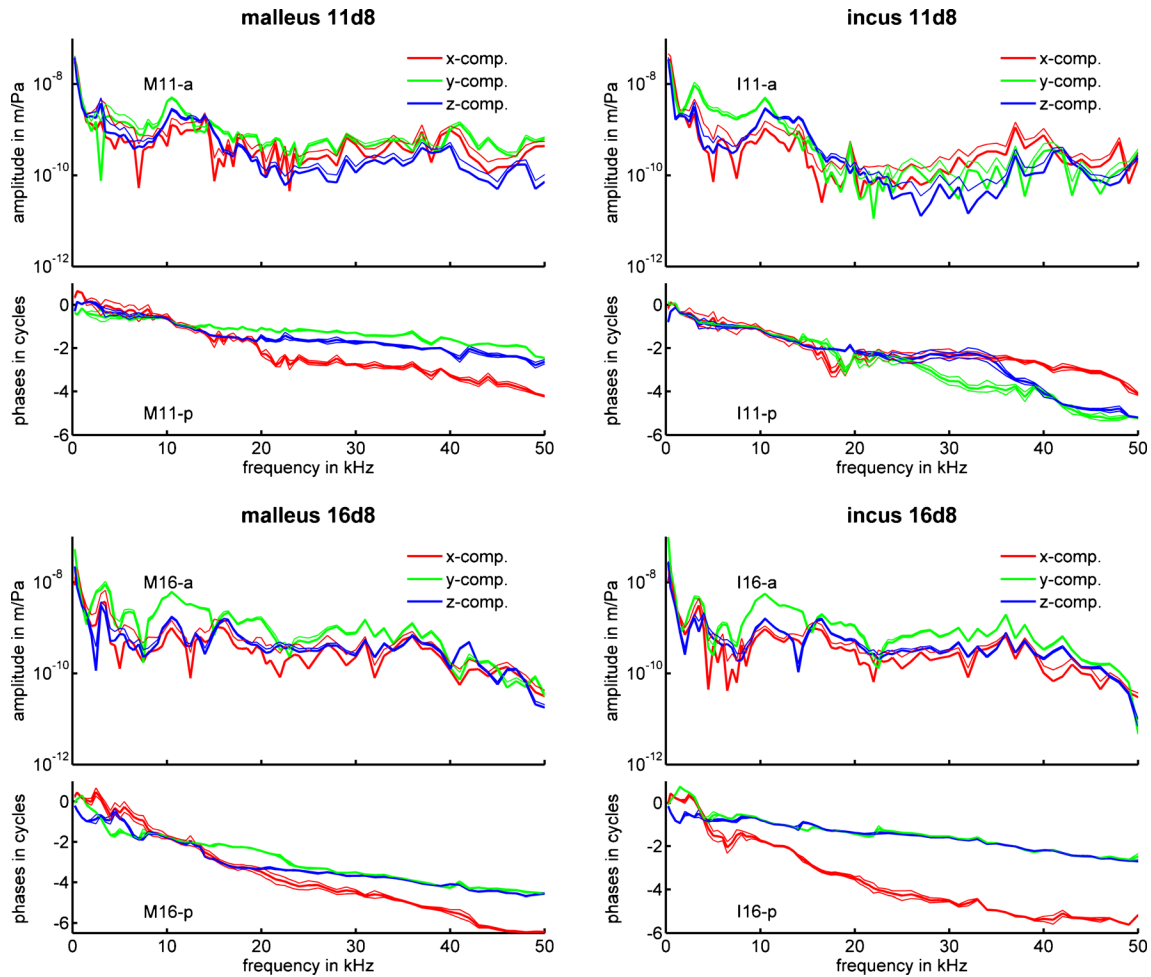 malleus 11d8
amplitude in m/Pa
10^-8
10^-10
10^-12
M11-a
x-comp.
y-comp.
z-comp.
phases in cycles
0
-2
-4
-6
M11-p
0 10 20 30 40 50
frequency in kHz
incus 11d8
amplitude in m/Pa
10^-8
10^-10
10^-12
I11-a
x-comp.
y-comp.
z-comp.
phases in cycles
0
-2
-4
-6
I11-p
0 10 20 30 40 50
frequency in kHz
malleus 16d8
amplitude in m/Pa
10^-8
10^-10
10^-12
M16-a
x-comp.
y-comp.
z-comp.
phases in cycles
0
-2
-4
-6
M16-p
0 10 20 30 40 50
frequency in kHz
incus 16d8
amplitude in m/Pa
10^-8
10^-10
10^-12
I16-a
x-comp.
y-comp.
z-comp.
phases in cycles
0
-2
-4
-6
I16-p
0 10 20 30 40 50
frequency in kHz